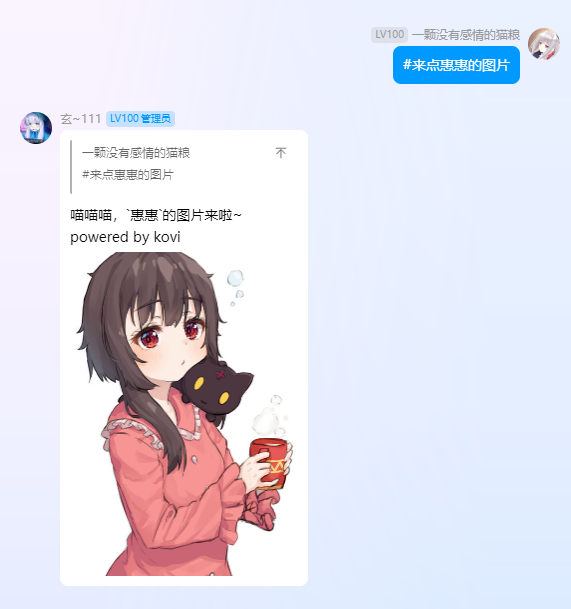 LV100 一颗没有感情的猫粮
#来点惠惠的图片
玄~111 LV100 管理员
一颗没有感情的猫粮
#来点惠惠的图片
喵喵喵，`惠惠`的图片来啦~
powered by kovi